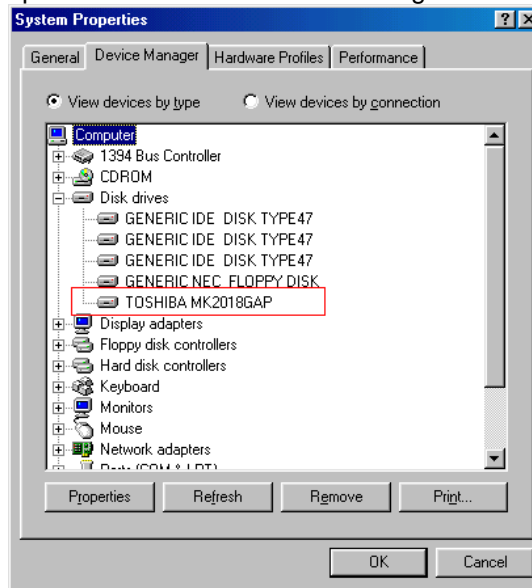 System Properties
General Device Manager Hardware Profiles Performance
View devices by type View devices by connection
Computer
1394 Bus Controller
CDROM
Disk drives
GENERIC IDE DISK TYPE47
GENERIC IDE DISK TYPE47
GENERIC IDE DISK TYPE47
GENERIC NEC FLOPPY DISK
TOSHIBA MK2018GAP
Display adapters
Floppy disk controllers
Hard disk controllers
Keyboard
Monitors
Mouse
Network adapters
Ports (COM & LPT)
Properties Refresh Remove Print...
OK Cancel